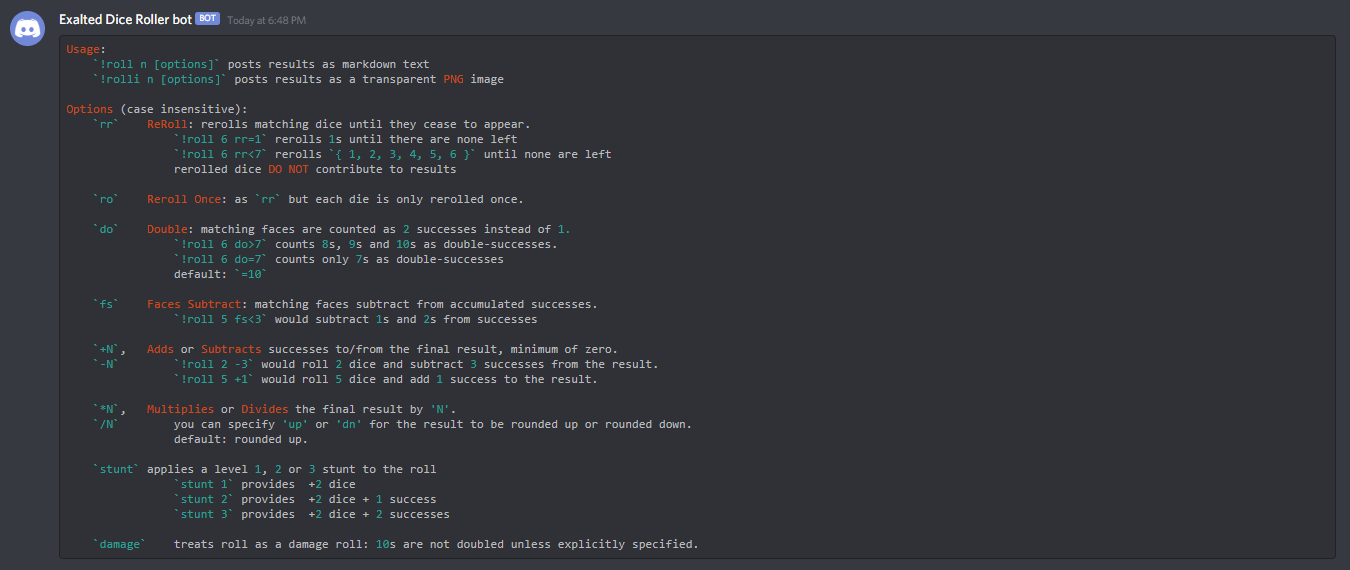 Exalted Dice Roller bot BOT Today at 6:48 PM
Usage:
`!roll n [options]` posts results as markdown text
`!rolli n [options]` posts results as a transparent PNG image
Options (case insensitive):
`rr` ReRoll: rerolls matching dice until they cease to appear.
`!roll 6 rr=1` rerolls 1s until there are none left
`!roll 6 rr<7` rerolls `{ 1, 2, 3, 4, 5, 6 }` until none are left
rerolled dice DO NOT contribute to results
`ro` Reroll Once: as `rr` but each die is only rerolled once.
`do` Double: matching faces are counted as 2 successes instead of 1.
`!roll 6 do>7` counts 8s, 9s and 10s as double-successes.
`!roll 6 do=7` counts only 7s as double-successes
default: `=10`
`fs` Faces Subtract: matching faces subtract from accumulated successes.
`!roll 5 fs<3` would subtract 1s and 2s from successes
`+N`, Adds or Subtracts successes to/from the final result, minimum of zero.
`-N` `!roll 2 -3` would roll 2 dice and subtract 3 successes from the result.
`!roll 5 +1` would roll 5 dice and add 1 success to the result.
`*N`, Multiplies or Divides the final result by 'N'.
`/N` you can specify 'up' or 'dn' for the result to be rounded up or rounded down.
default: rounded up.
`stunt` applies a level 1, 2 or 3 stunt to the roll
`stunt 1` provides +2 dice
`stunt 2` provides +2 dice + 1 success
`stunt 3` provides +2 dice + 2 successes
`damage` treats roll as a damage roll: 10s are not doubled unless explicitly specified.